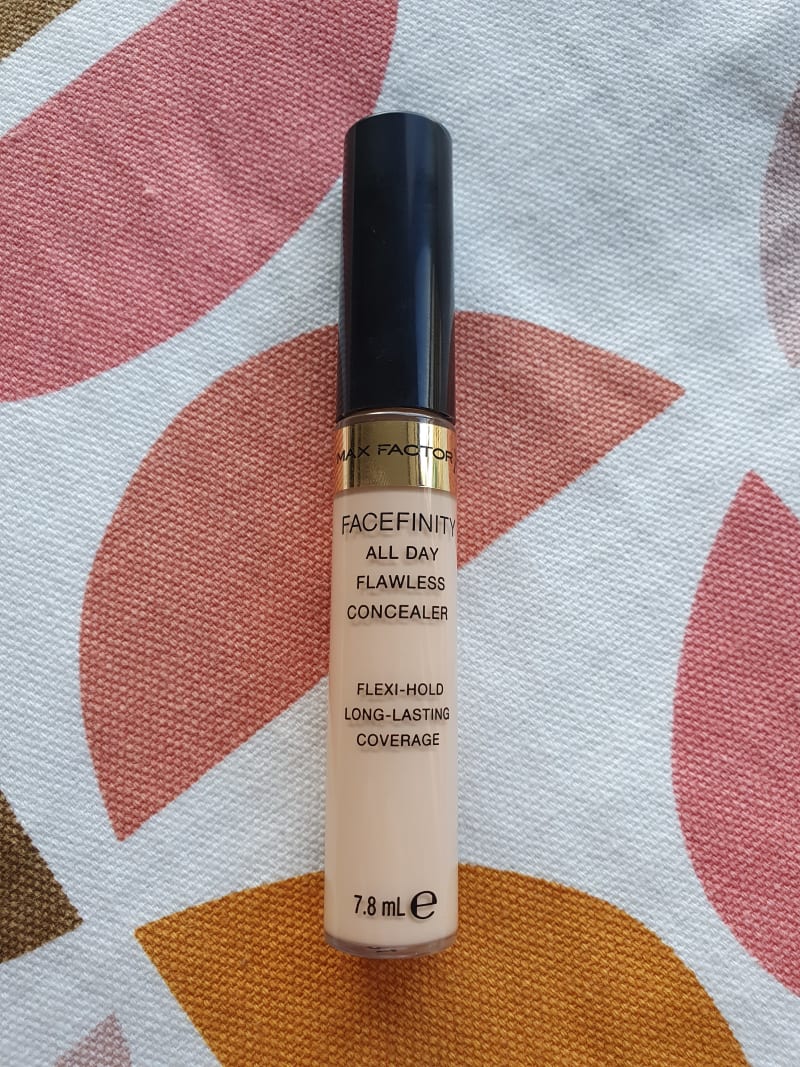 MAX FACTOR
FACEFINITY
ALL DAY
FLAWLESS
CONCEALER
FLEXI-HOLD
LONG-LASTING
COVERAGE
7.8 mL ℮